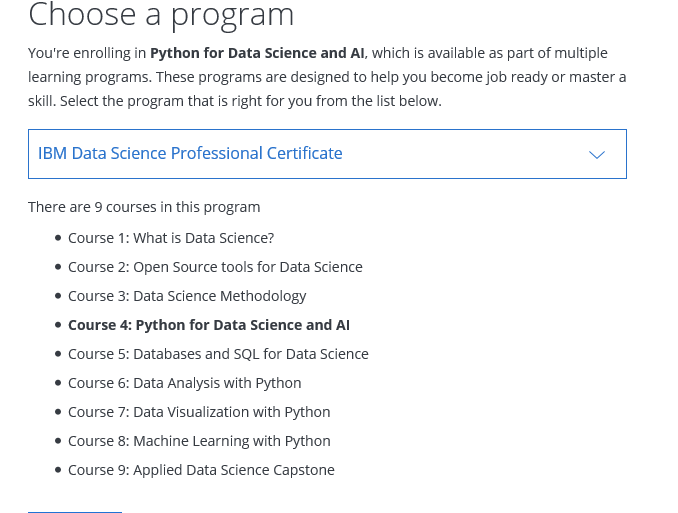 Choose a program
You're enrolling in Python for Data Science and AI, which is available as part of multiple
learning programs. These programs are designed to help you become job ready or master a
skill. Select the program that is right for you from the list below.
IBM Data Science Professional Certificate
There are 9 courses in this program
• Course 1: What is Data Science?
• Course 2: Open Source tools for Data Science
• Course 3: Data Science Methodology
• Course 4: Python for Data Science and AI
• Course 5: Databases and SQL for Data Science
• Course 6: Data Analysis with Python
• Course 7: Data Visualization with Python
• Course 8: Machine Learning with Python
• Course 9: Applied Data Science Capstone